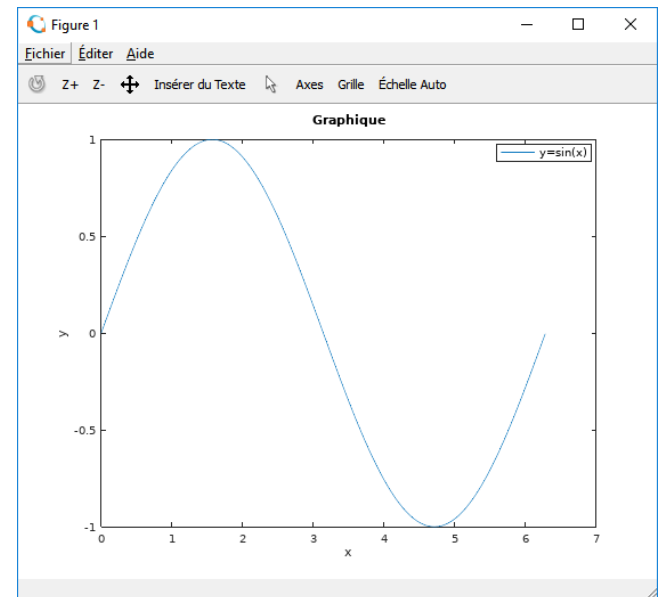 Figure 1
Fichier Éditer Aide
Z+ Z- Insérer du Texte Axes Grille Échelle Auto
Graphique
y=sin(x)
1
0.5
0
-0.5
-1
y
0 1 2 3 4 5 6 7
x